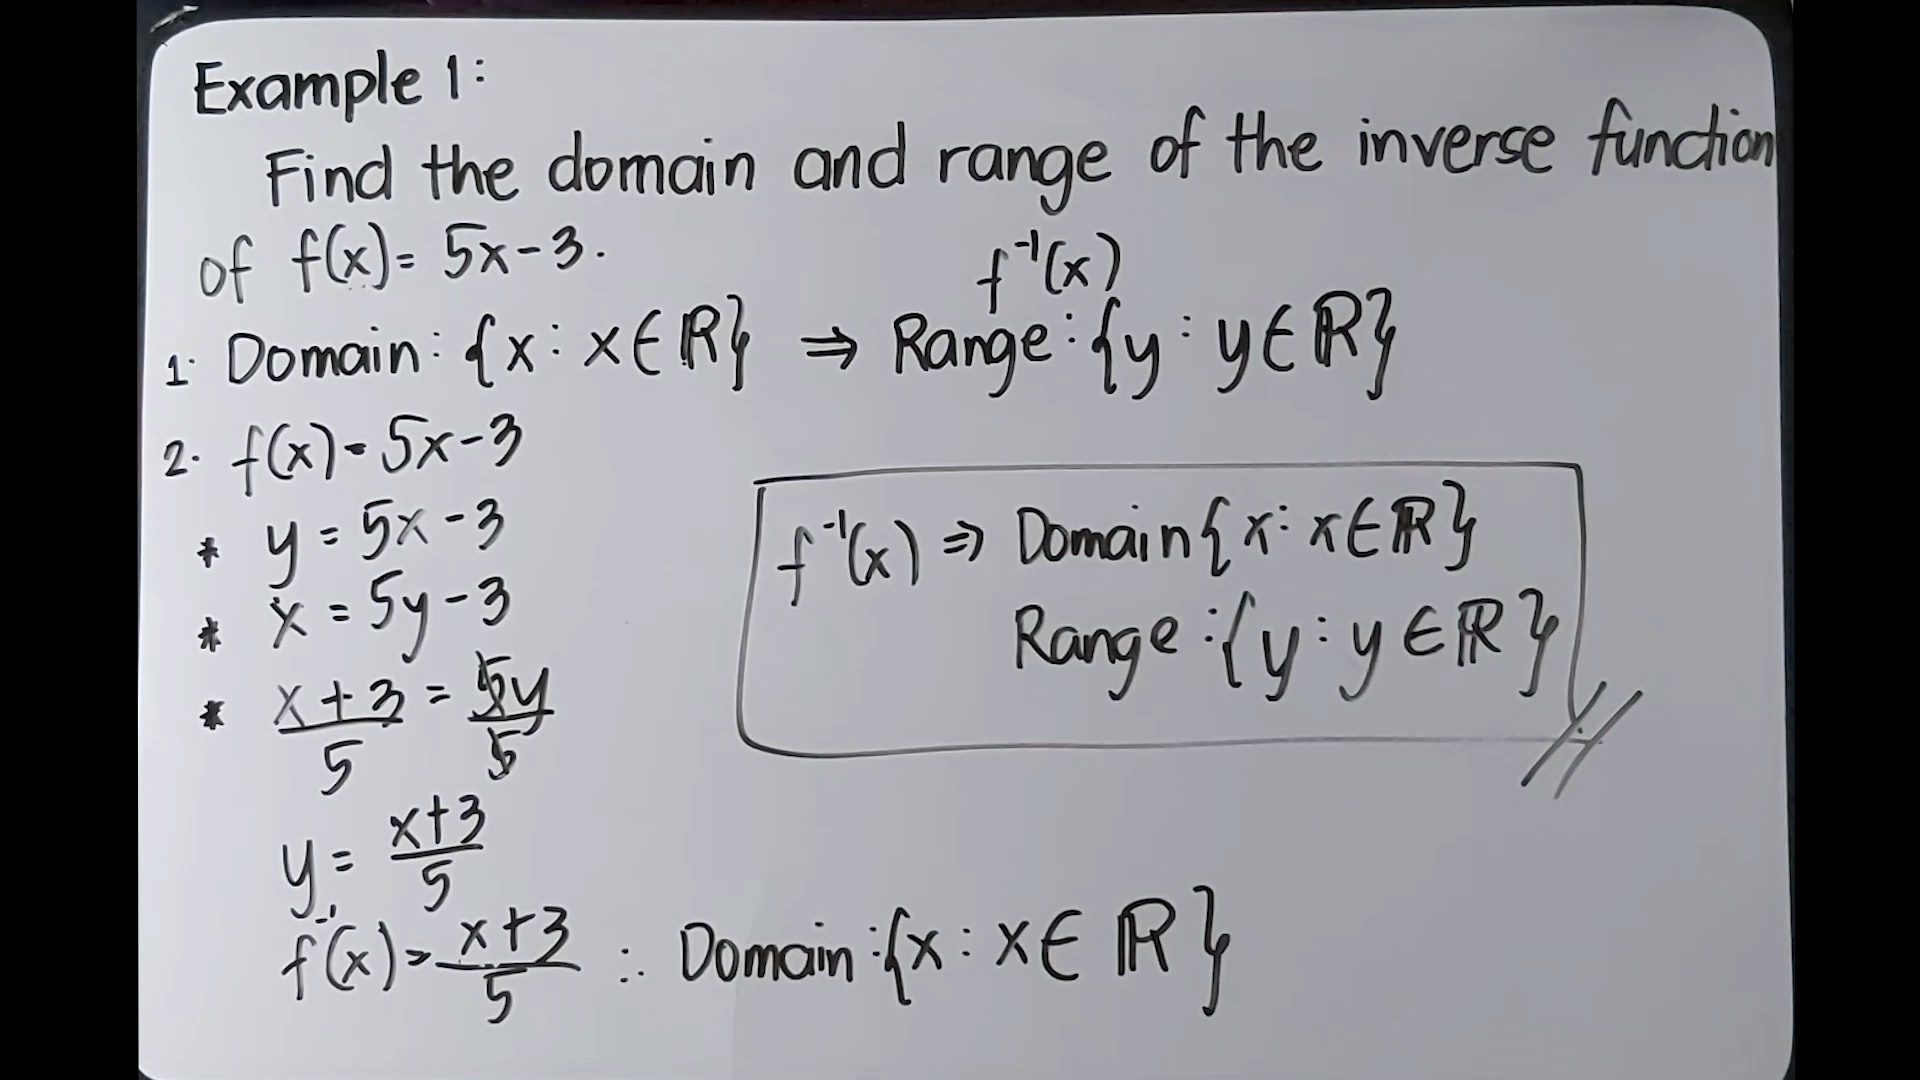 Example 1:
Find the domain and range of the inverse function
of f(x) = 5x-3.
f⁻¹(x)
1. Domain: {x: x∈ℝ} ⇒ Range: {y: y∈ℝ}
2. f(x) = 5x-3
* y = 5x-3
* x = 5y-3
* x+3/5 = 5y/5
y = x+3/5
f⁻¹(x) = x+3/5 ∴ Domain: {x: x∈ ℝ}
f⁻¹(x) ⇒ Domain {x: x∈ℝ}
Range: {y: y∈ℝ}